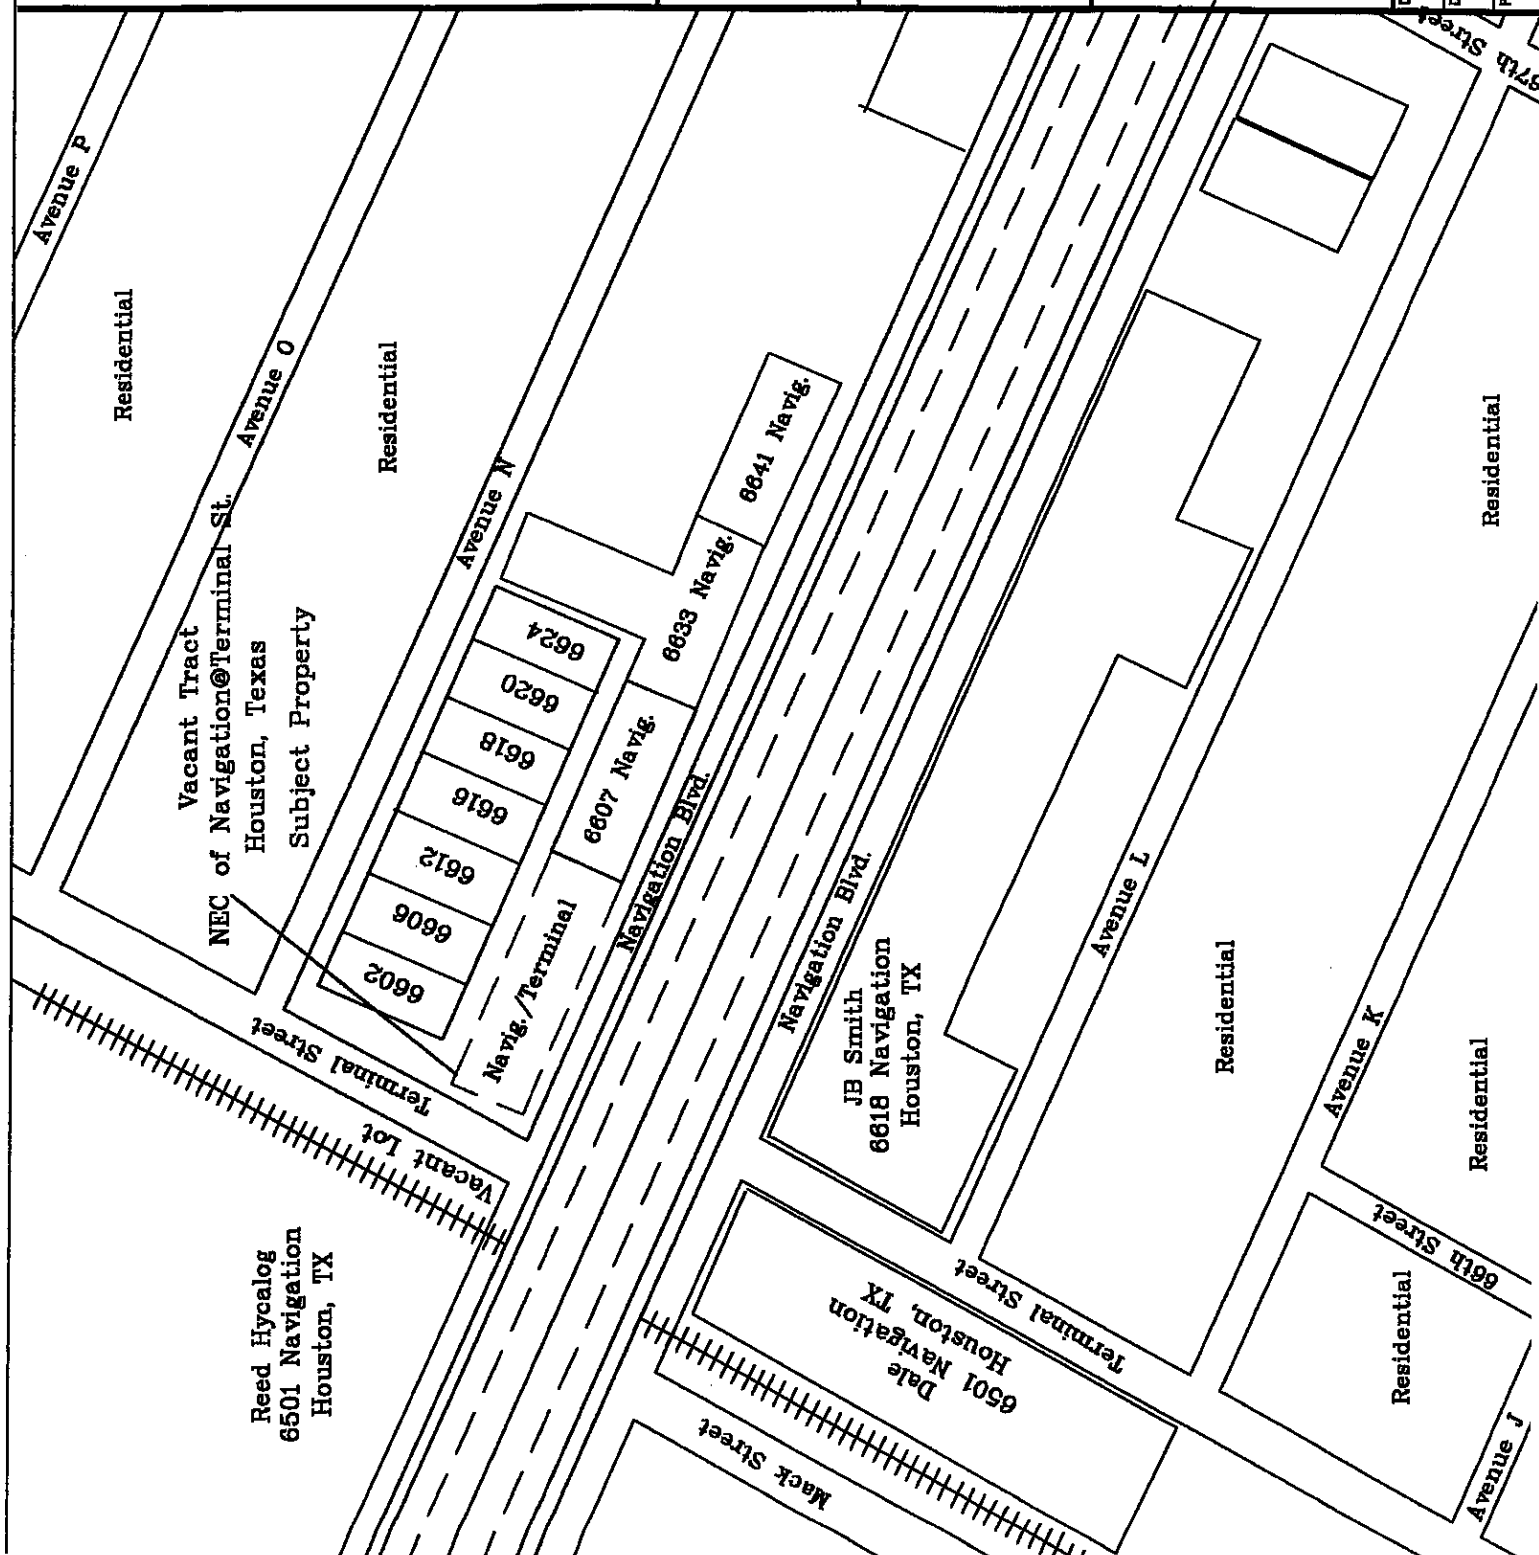 Avenue P
Residential
Avenue O
Residential
Vacant Tract
NEC of Navigation@Terminal St.
Houston, Texas
Subject Property
Avenue N
6602
6606
6612
6616
6618
6620
6624
Navig./Terminal
6607 Navig.
6633 Navig.
6641 Navig.
Navigation Blvd.
Terminal Street
Vacant Lot
Reed Hycalog
6501 Navigation
Houston, TX
Navigation Blvd.
JB Smith
6618 Navigation
Houston, TX
Avenue L
Residential
Residential
Avenue K
Residential
66th Street
Residential
Avenue J
Terminal Street
Dale
6501 Navigation
Houston, TX
Mack Street
67th Street